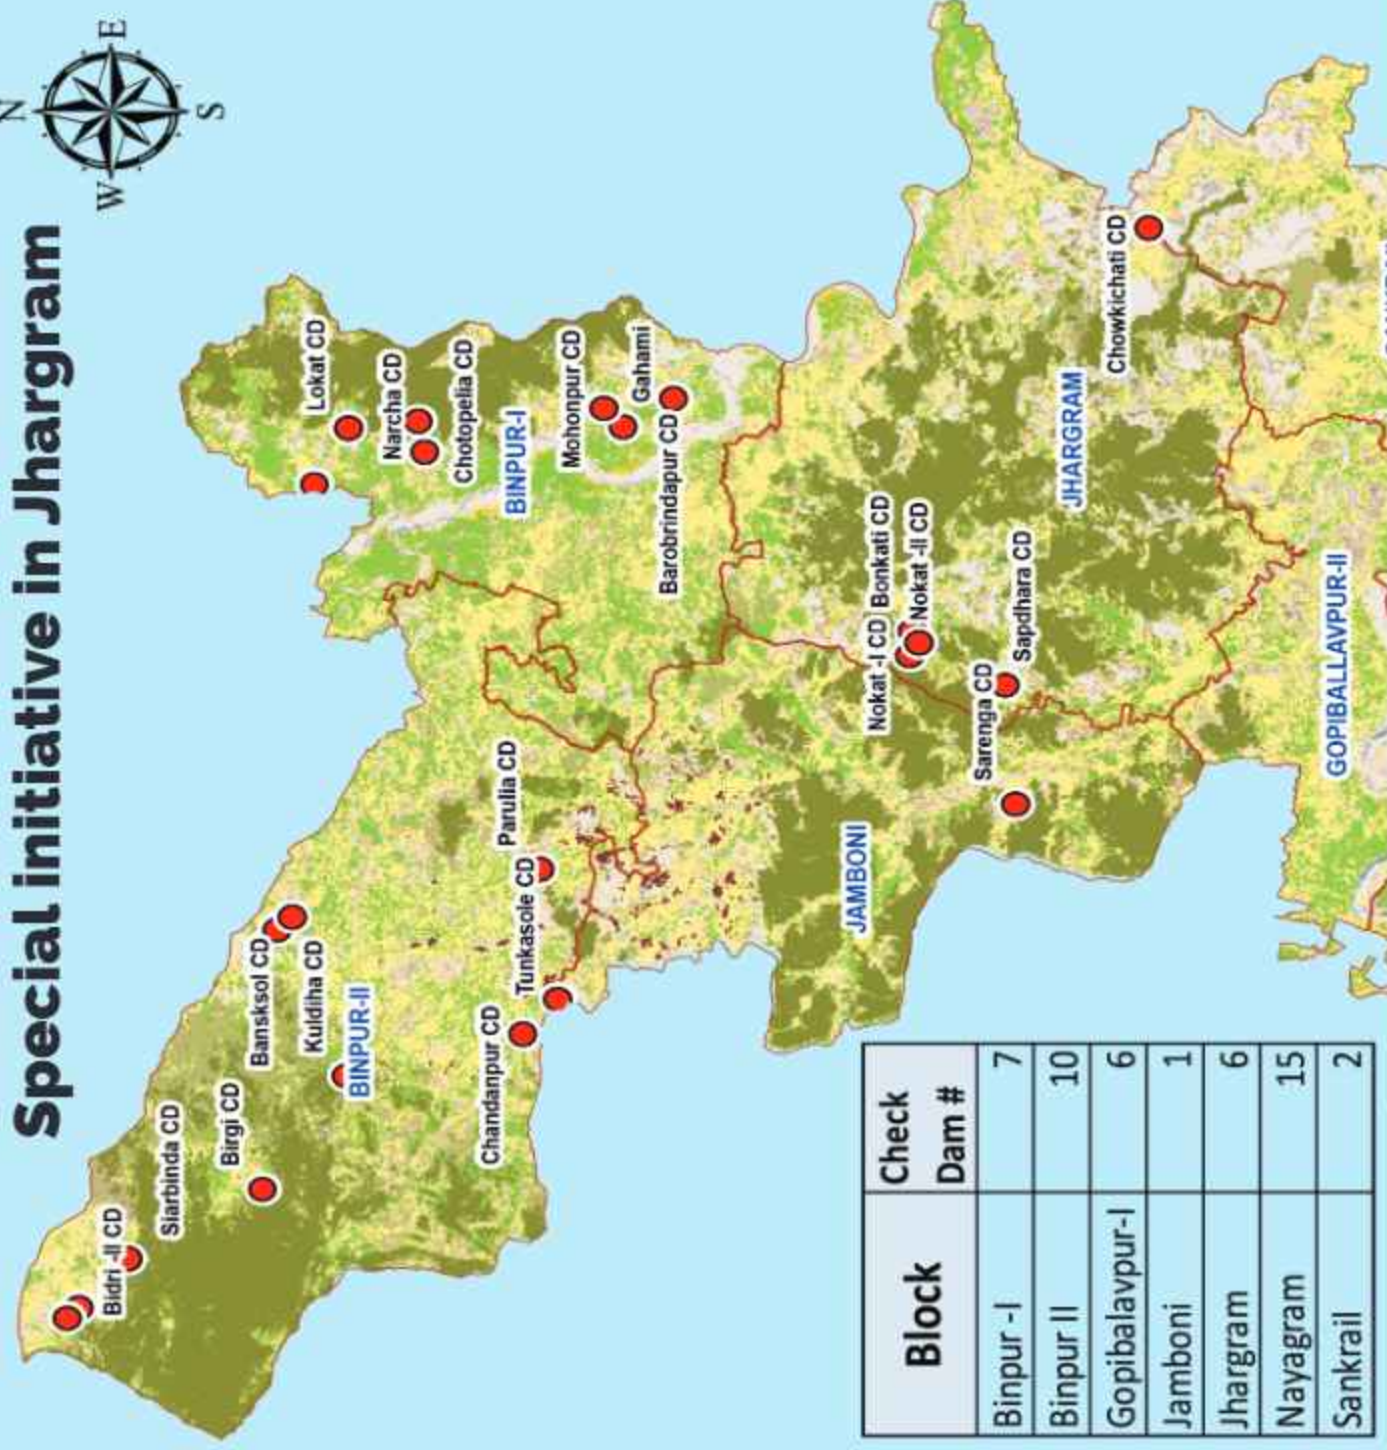 Special initiative in Jhargram
N
W
E
S
Lokat CD
Narcha CD
Chotopelia CD
BINPUR-I
Mohonpur CD
Gahami
Barobrindapur CD
Parulia CD
Tunkasole CD
Chandanpur CD
Bansksol CD
Kuldiha CD
BINPUR-II
Birgi CD
Siarbinda CD
Bidri -II CD
Chowkichati CD
JHARGRAM
Bonkati CD
Nokat -I CD
Nokat -II CD
Sapdhara CD
Sarenga CD
JAMBONI
GOPIBALLAVPUR-II
Block Check Dam #
Binpur -I 7
Binpur II 10
Gopibalavpur-I 6
Jamboni 1
Jhargram 6
Nayagram 15
Sankrail 2